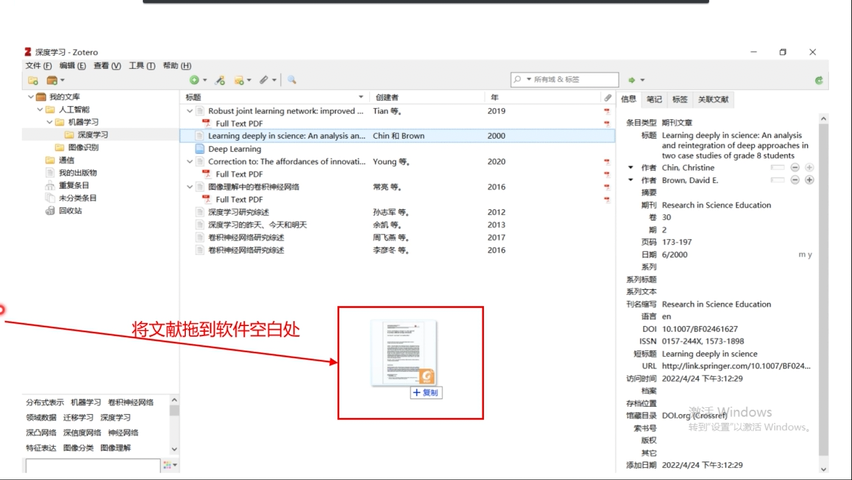 深度学习 - Zotero
文件 (F) 编辑 (E) 查看 (V) 工具 (T) 帮助 (H)
所有域 & 标签
我的文库
人工智能
机器学习
深度学习
图像识别
通信
我的出版物
重复条目
未分类条目
回收站
标题 创建者 年
Robust joint learning network: improved ... Tian 等。 2019
Full Text PDF
Learning deeply in science: An analysis an... Chin 和 Brown 2000
Deep Learning
Correction to: The affordances of innovati... Young 等。 2020
Full Text PDF
图像理解中的卷积神经网络 常亮 等。 2016
Full Text PDF
深度学习研究综述 孙志军 等。 2012
深度学习的昨天、今天和明天 余凯 等。 2013
卷积神经网络研究综述 周飞燕 等。 2017
卷积神经网络研究综述 李彦冬 等。 2016
将文献拖到软件空白处
复制
分布式表示 机器学习 卷积神经网络
领域数据 迁移学习 深度学习
深凸网络 深信度网络 神经网络
特征表达 图像分类 图像理解
信息 笔记 标签 关联文献
条目类型 期刊文章
标题 Learning deeply in science: An analysis
and reintegration of deep approaches in
two case studies of grade 8 students
作者 Chin, Christine
作者 Brown, David E.
摘要
期刊 Research in Science Education
卷 30
期 2
页码 173-197
日期 6/2000 m y
系列
系列标题
系列文本
刊名缩写 Research in Science Education
语言 en
DOI 10.1007/BF02461627
ISSN 0157-244X, 1573-1898
短标题 Learning deeply in science
URL http://link.springer.com/10.1007/BF024...
访问时间 2022/4/24 下午3:12:29
档案
存档位置
馆藏目录 DOI.org (Crossref)
索书号
版权
其它
添加日期 2022/4/24 下午3:12:29
激活 Windows
转到"设置"以激活 Windows。